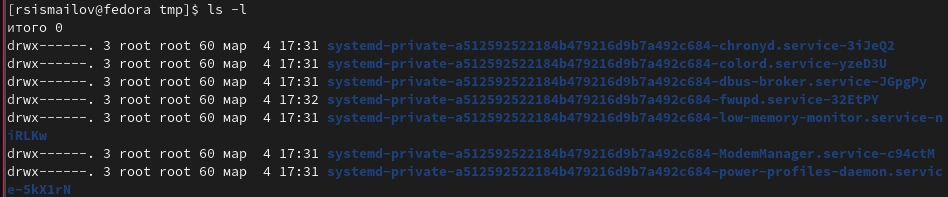 [rsismailov@fedora tmp]$ ls -l
итого 0
drwx------. 3 root root 60 мар  4 17:31 systemd-private-a512592522184b479216d9b7a492c684-chronyd.service-3iJeQ2
drwx------. 3 root root 60 мар  4 17:31 systemd-private-a512592522184b479216d9b7a492c684-colord.service-yzeD3U
drwx------. 3 root root 60 мар  4 17:31 systemd-private-a512592522184b479216d9b7a492c684-dbus-broker.service-JGpgPy
drwx------. 3 root root 60 мар  4 17:32 systemd-private-a512592522184b479216d9b7a492c684-fwupd.service-32EtPY
drwx------. 3 root root 60 мар  4 17:31 systemd-private-a512592522184b479216d9b7a492c684-low-memory-monitor.service-n
iRLKw
drwx------. 3 root root 60 мар  4 17:31 systemd-private-a512592522184b479216d9b7a492c684-ModemManager.service-c94ctM
drwx------. 3 root root 60 мар  4 17:31 systemd-private-a512592522184b479216d9b7a492c684-power-profiles-daemon.servic
e-5kX1rN